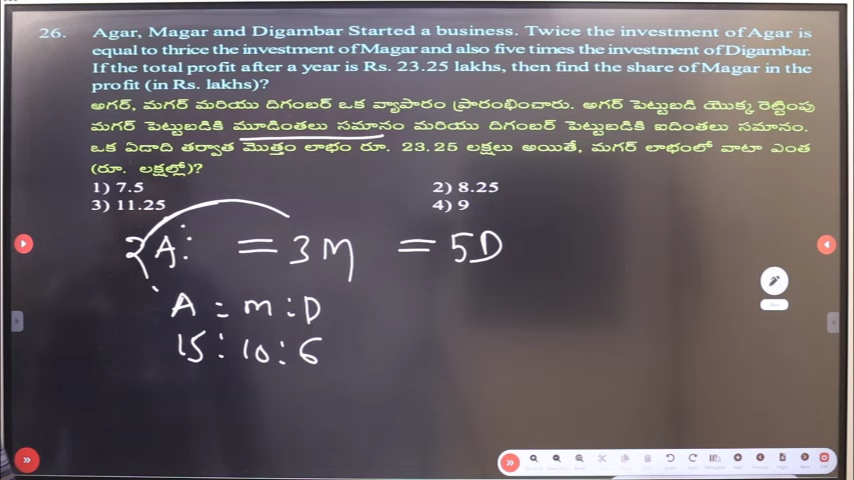 26. Agar, Magar and Digambar Started a business. Twice the investment of Agar is
equal to thrice the investment of Magar and also five times the investment of Digambar.
If the total profit after a year is Rs. 23.25 lakhs, then find the share of Magar in the
profit (in Rs. lakhs)?
అగర్, మగర్ మరియు దిగంబర్ ఒక వ్యాపారం ప్రారంభించారు. అగర్ పెట్టుబడి యొక్క రెట్టింపు
మగర్ పెట్టుబడికి మూడింతలు సమానం మరియు దిగంబర్ పెట్టుబడికి ఐదింతలు సమానం.
ఒక ఏడాది తర్వాత మొత్తం లాభం రూ. 23.25 లక్షలు అయితే, మగర్ లాభంలో వాటా ఎంత
(రూ. లక్షల్లో)?
1) 7.5 2) 8.25
3) 11.25 4) 9
2A: = 3M = 5D
A : M : D
15 : 10 : 6